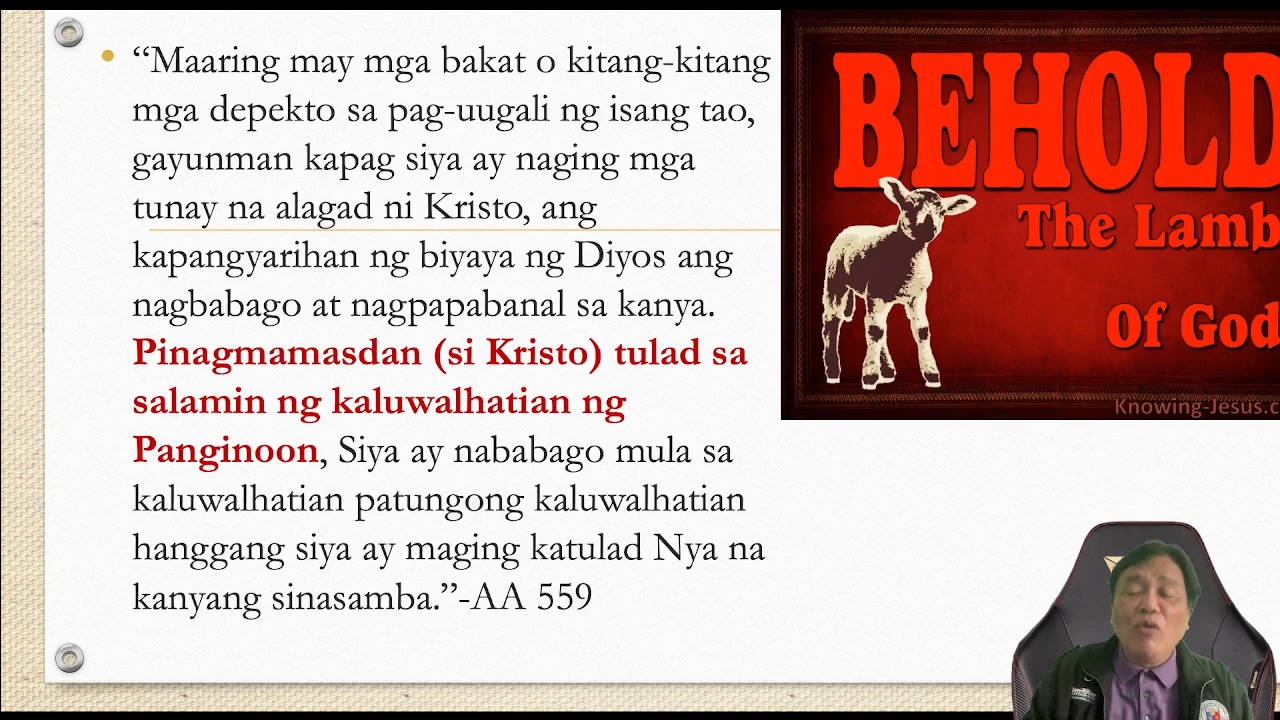 “Maaring may mga bakat o kitang-kitang
mga depekto sa pag-uugali ng isang tao,
gayunman kapag siya ay naging mga
tunay na alagad ni Kristo, ang
kapangyarihan ng biyaya ng Diyos ang
nagbabago at nagpapabanal sa kanya.
Pinagmamasdan (si Kristo) tulad sa
salamin ng kaluwalhatian ng
Panginoon, Siya ay nababago mula sa
kaluwalhatian patungong kaluwalhatian
hanggang siya ay maging katulad Nya na
kanyang sinasamba.”-AA 559
BEHOLD
The Lamb
Of God
Knowing-Jesus.c